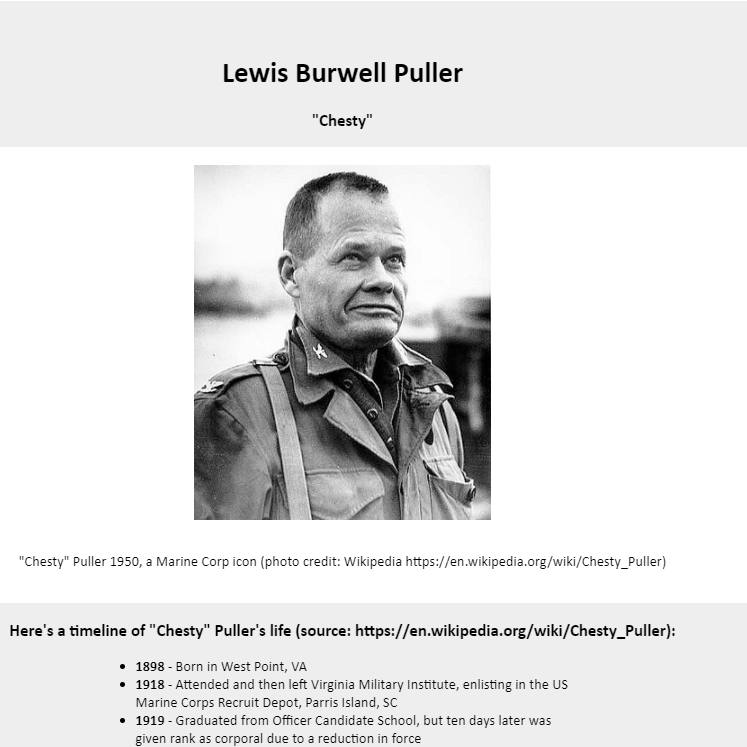 Lewis Burwell Puller
"Chesty"
"Chesty" Puller 1950, a Marine Corp icon (photo credit: Wikipedia https://en.wikipedia.org/wiki/Chesty_Puller)
Here's a timeline of "Chesty" Puller's life (source: https://en.wikipedia.org/wiki/Chesty_Puller):
• 1898 - Born in West Point, VA
• 1918 - Attended and then left Virginia Military Institute, enlisting in the US
Marine Corps Recruit Depot, Parris Island, SC
• 1919 - Graduated from Officer Candidate School, but ten days later was
given rank as corporal due to a reduction in force